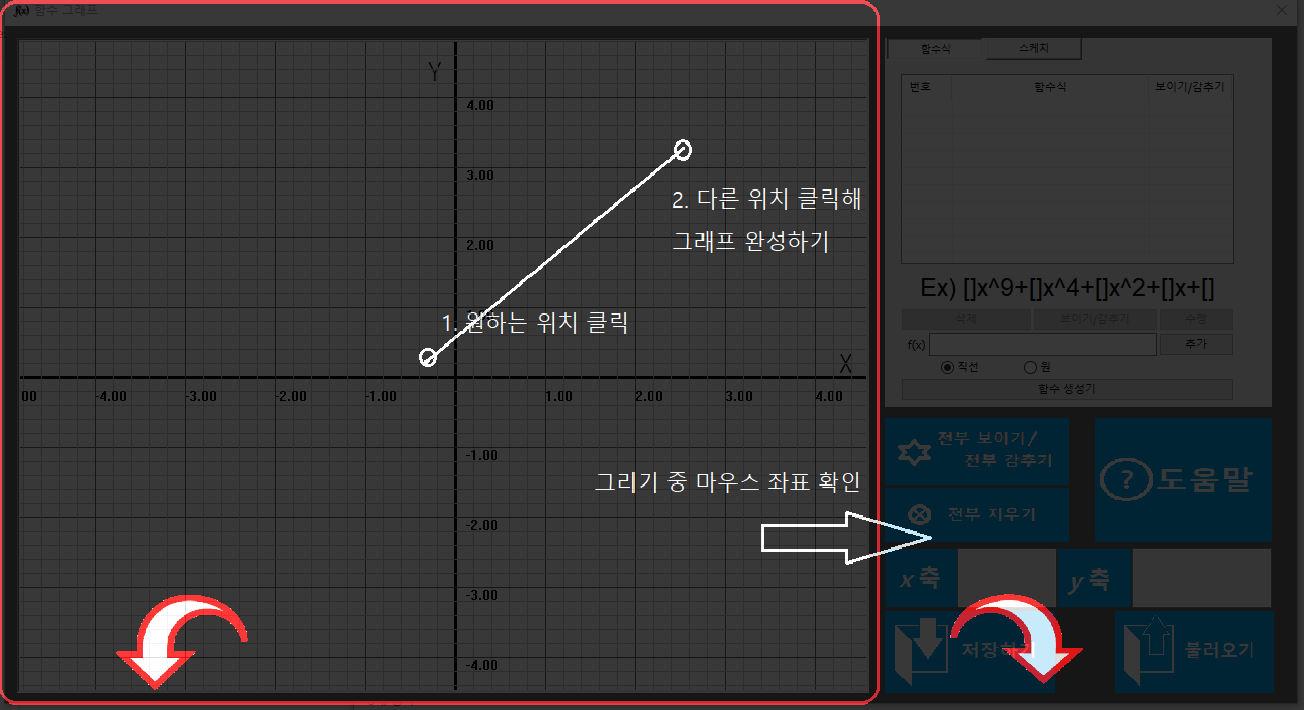 f(x) 함수 그래프
Y
4.00
3.00
2.00
1. 원하는 위치 클릭
2. 다른 위치 클릭해
그래프 완성하기
X
00 -4.00 -3.00 -2.00 -1.00 1.00 2.00 3.00 4.00
-1.00
그리기 중 마우스 좌표 확인
-2.00
-3.00
-4.00
함수식 스케치
번호 함수식 보이기/감추기
Ex) []x^9+[]x^4+[]x^2+[]x+[]
삭제 보이기/감추기 수정
f(x) 추가
직선 원
함수 생성기
전부 보이기/
전부 감추기
전부 지우기
? 도움말
x 축 y 축
저장하기 불러오기